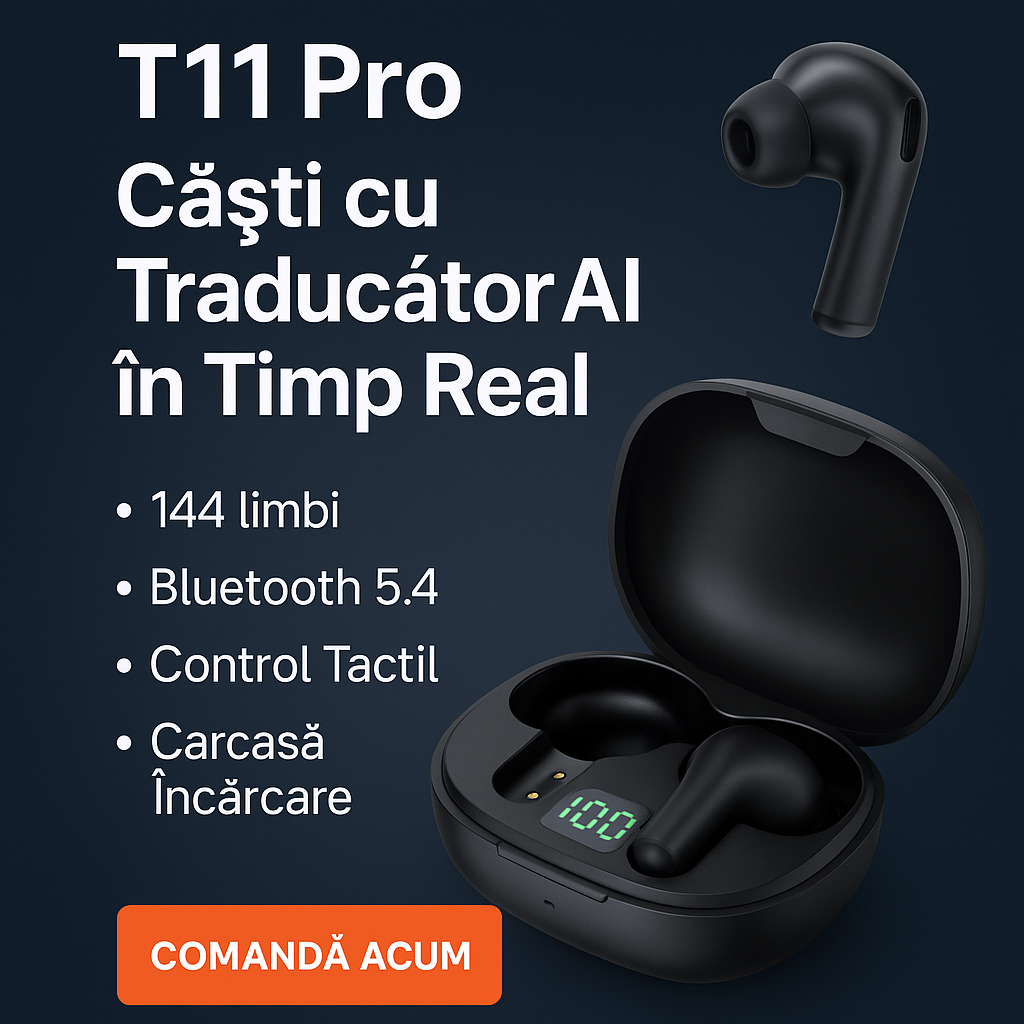 T11 Pro
Căşti cu
Traducátor AI
în Timp Real
• 144 limbi
• Bluetooth 5.4
• Control Tactil
• Carcasă
Încărcare
100
COMANDĂ ACUM